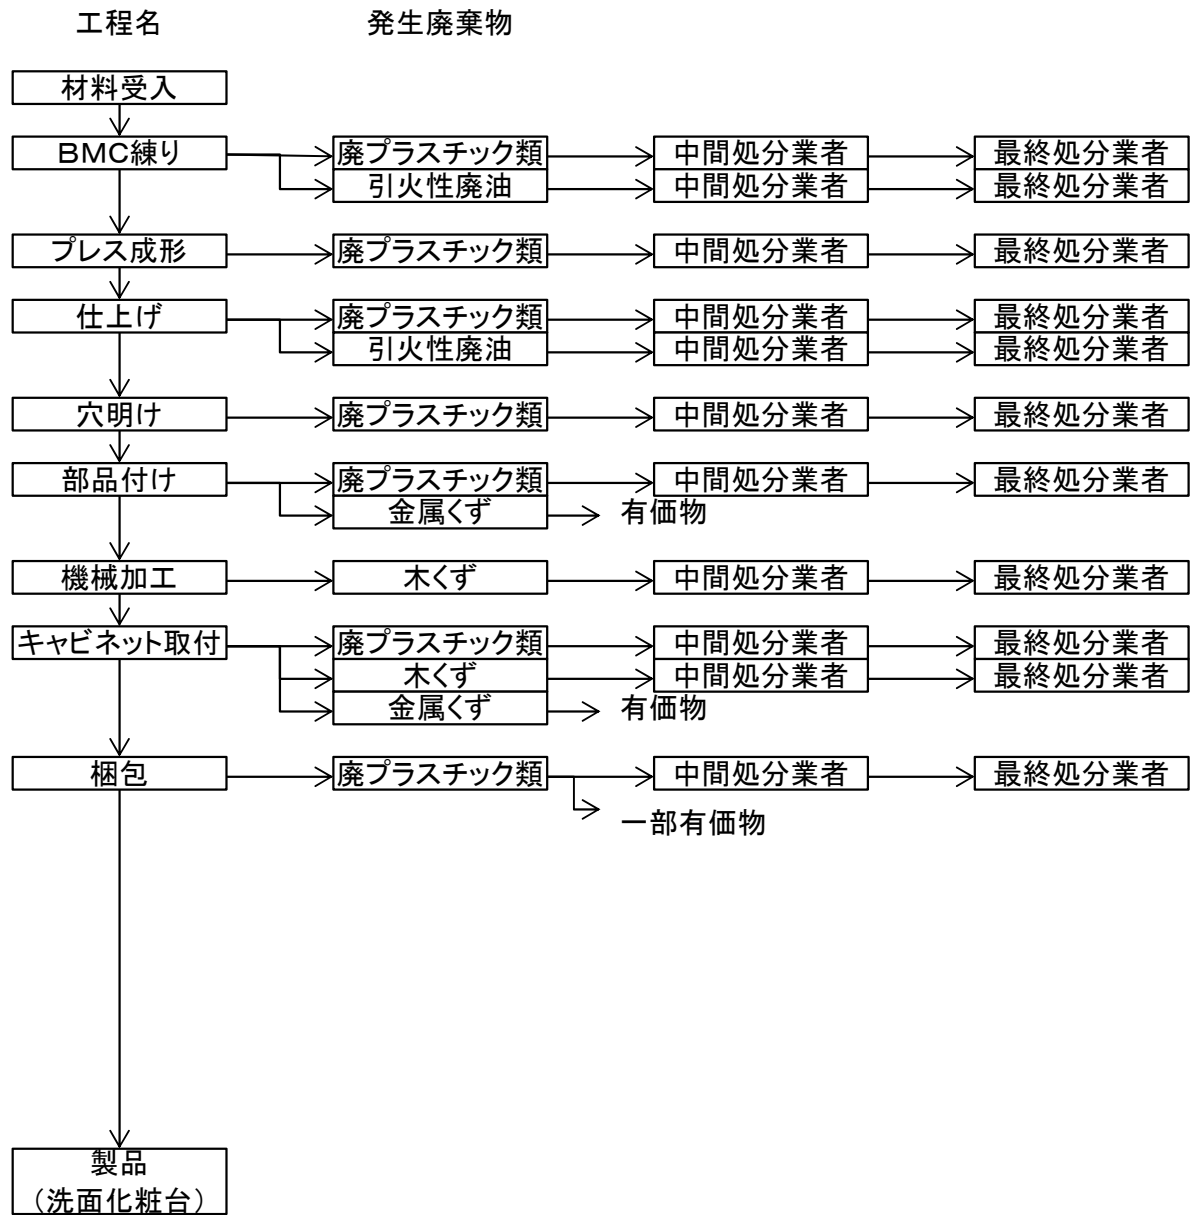 工程名 発生廃棄物
材料受入
BMC練り 廃プラスチック類 中間処分業者 最終処分業者
引火性廃油 中間処分業者 最終処分業者
プレス成形 廃プラスチック類 中間処分業者 最終処分業者
仕上げ 廃プラスチック類 中間処分業者 最終処分業者
引火性廃油 中間処分業者 最終処分業者
穴明け 廃プラスチック類 中間処分業者 最終処分業者
部品付け 廃プラスチック類 中間処分業者 最終処分業者
金属くず 有価物
機械加工 木くず 中間処分業者 最終処分業者
キャビネット取付 廃プラスチック類 中間処分業者 最終処分業者
木くず 中間処分業者 最終処分業者
金属くず 有価物
梱包 廃プラスチック類 中間処分業者 最終処分業者
一部有価物
製品
（洗面化粧台）